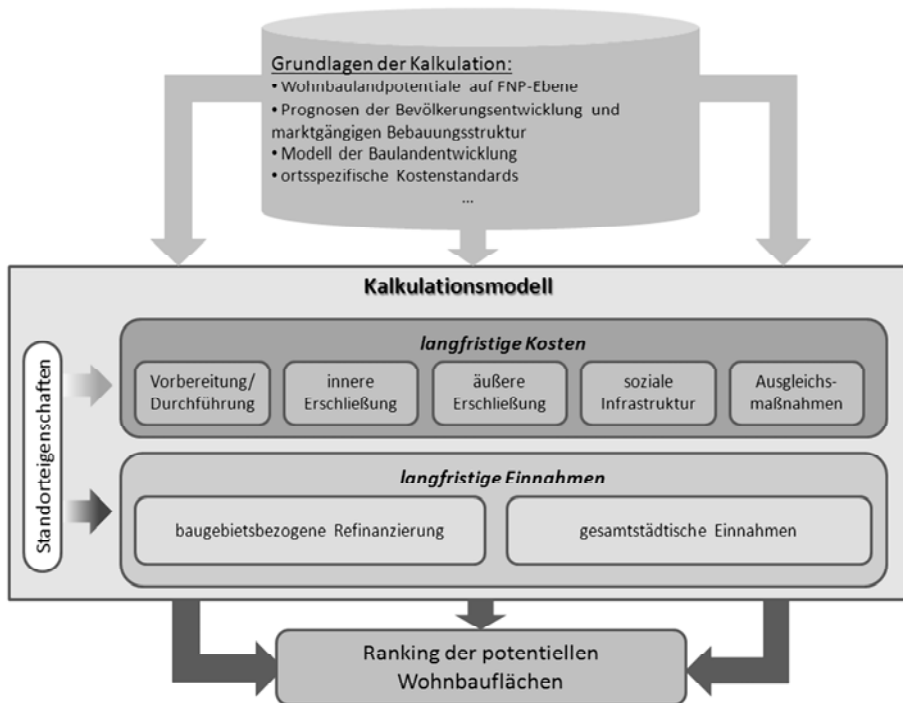 Grundlagen der Kalkulation:
• Wohnbaulandpotentiale auf FNP-Ebene
• Prognosen der Bevölkerungsentwicklung und
marktgängigen Bebauungsstruktur
• Modell der Baulandentwicklung
• ortsspezifische Kostenstandards
...
Kalkulationsmodell
Standorteigenschaften
langfristige Kosten
Vorbereitung/
Durchführung
innere
Erschließung
äußere
Erschließung
soziale
Infrastruktur
Ausgleichs-
maßnahmen
langfristige Einnahmen
baugebietsbezogene Refinanzierung
gesamtstädtische Einnahmen
Ranking der potentiellen
Wohnbauflächen